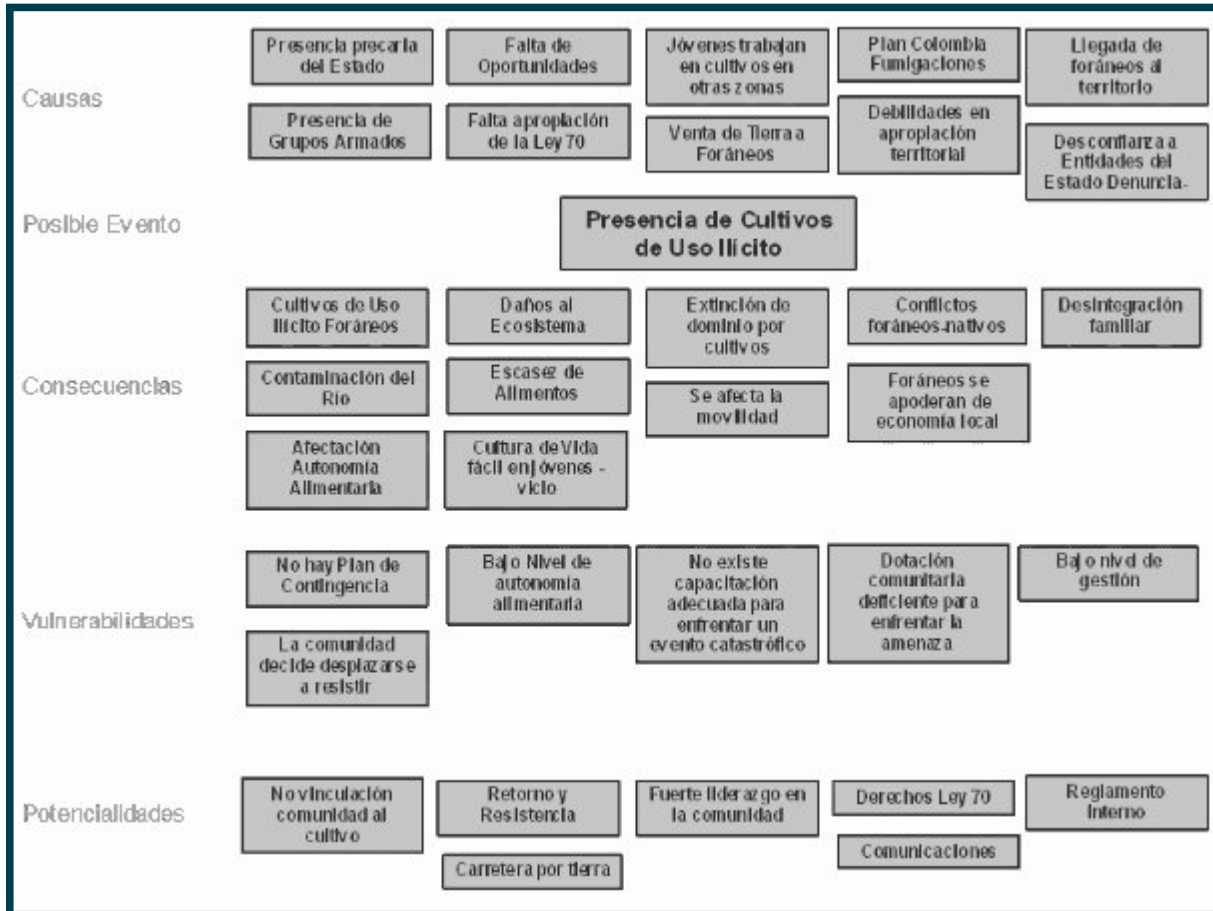 Causas
Presencia precaria
del Estado
Falta de
Oportunidades
Jóvenes trabajan
en cultivos en
otras zonas
Plan Colombia
Fumigaciones
Llegada de
foráneos al
territorio
Presencia de
Grupos Armados
Falta apropiación
de la Ley 70
Venta de Tierra a
Foráneos
Debilidades en
apropiación
territorial
Desconfianza a
Entidades del
Estado Denuncia-
Posible Evento
Presencia de Cultivos
de Uso Ilícito
Consecuencias
Cultivos de Uso
Ilícito Foráneos
Daños al
Ecosistema
Extinción de
dominio por
cultivos
Conflictos
foráneos-nativos
Desintegración
familiar
Contaminación del
Río
Escasez de
Alimentos
Se afecta la
movilidad
Foráneos se
apoderan de
economía local
Afectación
Autonomía
Alimentaria
Cultura de Vida
fácil en jóvenes -
vicio
Vulnerabilidades
No hay Plan de
Contingencia
Bajo Nivel de
autonomía
alimentaria
No existe
capacitación
adecuada para
enfrentar un
evento catastrófico
Dotación
comunitaria
deficiente para
enfrentar la
amenaza
Bajo nivel de
gestión
La comunidad
decide desplazarse
a resistir
Potencialidades
No vinculación
comunidad al
cultivo
Retorno y
Resistencia
Fuerte liderazgo en
la comunidad
Derechos Ley 70
Reglamento
Interno
Carretera por tierra
Comunicaciones